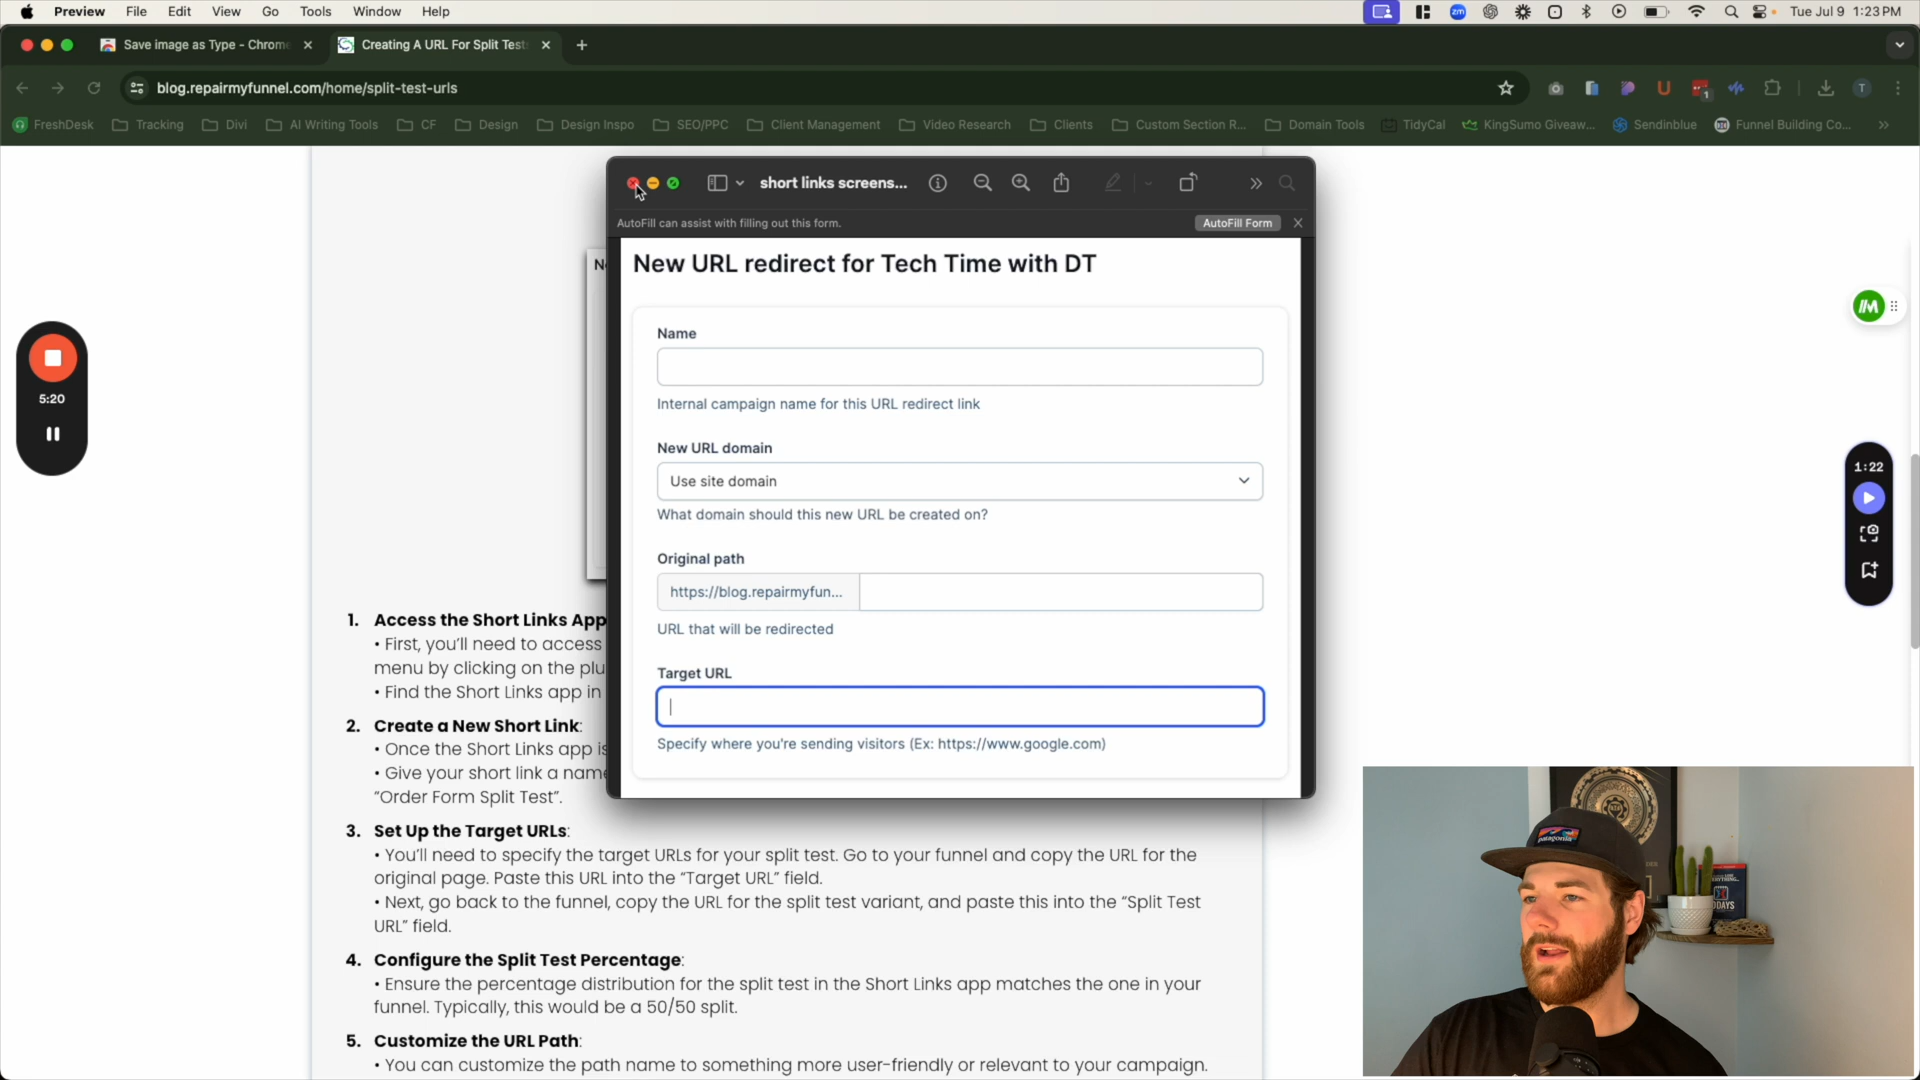 Preview File Edit View Go Tools Window Help Tue Jul 9 1:23 PM
Save image as Type - Chrome Creating A URL For Split Test:
blog.repairmyfunnel.com/home/split-test-urls
FreshDesk Tracking Divi AI Writing Tools CF Design Design Inspo SEO/PPC Client Management Video Research Clients Custom Section R... Domain Tools TidyCal KingSumo Giveaw... Sendinblue Funnel Building Co...
short links screens...
AutoFill can assist with filling out this form. AutoFill Form
New URL redirect for Tech Time with DT
Name
Internal campaign name for this URL redirect link
New URL domain
Use site domain
What domain should this new URL be created on?
Original path
https://blog.repairmyfun...
URL that will be redirected
Target URL
Specify where you're sending visitors (Ex: https://www.google.com)
5:20
1:22
1. Access the Short Links App
• First, you'll need to access
menu by clicking on the plu
• Find the Short Links app in
2. Create a New Short Link:
• Once the Short Links app is
• Give your short link a name
"Order Form Split Test".
3. Set Up the Target URLs:
• You'll need to specify the target URLs for your split test. Go to your funnel and copy the URL for the
original page. Paste this URL into the "Target URL" field.
• Next, go back to the funnel, copy the URL for the split test variant, and paste this into the "Split Test
URL" field.
4. Configure the Split Test Percentage:
• Ensure the percentage distribution for the split test in the Short Links app matches the one in your
funnel. Typically, this would be a 50/50 split.
5. Customize the URL Path:
• You can customize the path name to something more user-friendly or relevant to your campaign.
patagonia